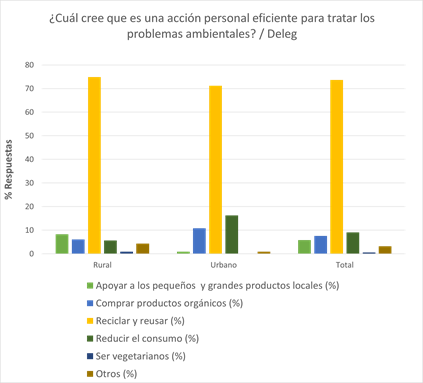 ¿Cuál cree que es una acción personal eficiente para tratar los
problemas ambientales? / Deleg
80
70
60
50
40
30
20
10
0
% Respuestas
Rural
Urbano
Total
Apoyar a los pequeños y grandes productos locales (%)
Comprar productos orgánicos (%)
Reciclar y reusar (%)
Reducir el consumo (%)
Ser vegetarianos (%)
Otros (%)